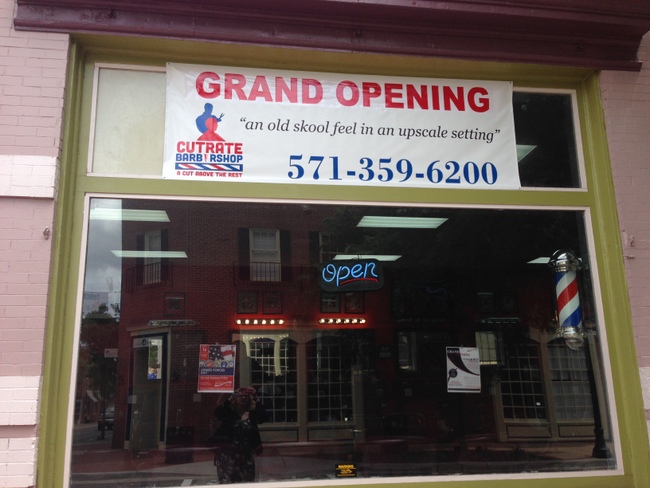 GRAND OPENING
"an old skool feel in an upscale setting"
CUTRATE
BARBERSHOP
A CUT ABOVE THE REST
571-359-6200
open